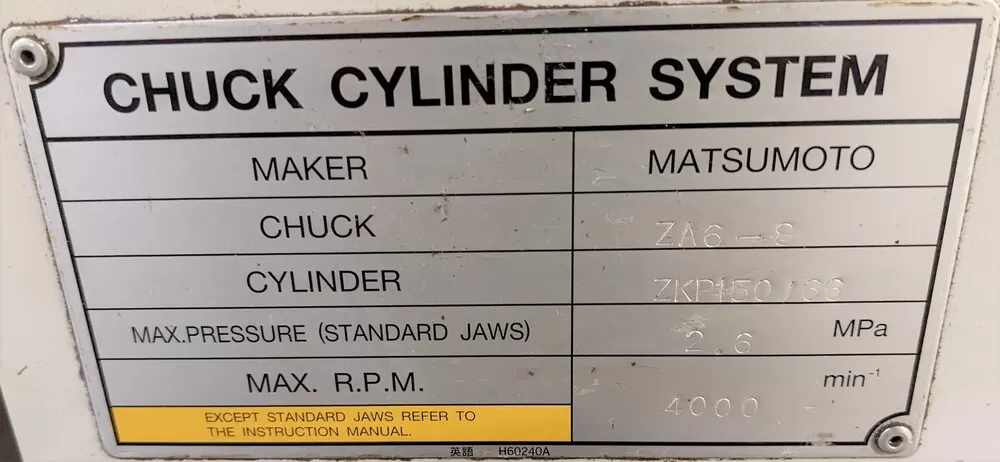 CHUCK CYLINDER SYSTEM
MAKER MATSUMOTO
CHUCK ZA6-8
CYLINDER
MAX.PRESSURE (STANDARD JAWS) 2.6 MPa
MAX. R.P.M. 4000 min⁻¹
EXCEPT STANDARD JAWS REFER TO
THE INSTRUCTION MANUAL.
英語 H60240A